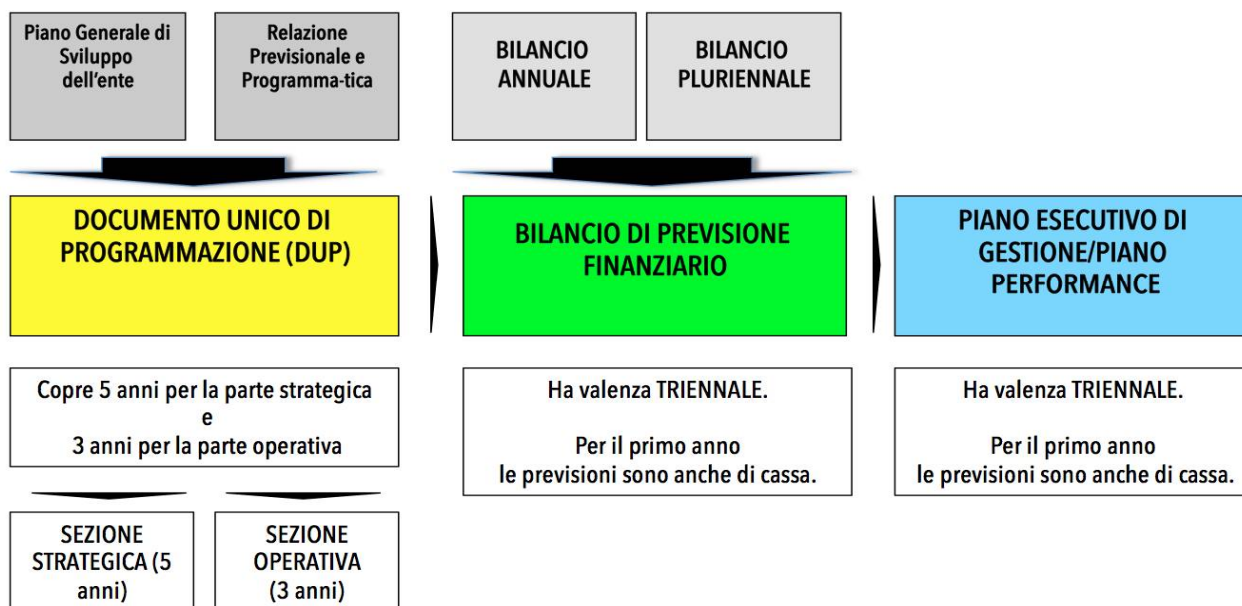 Piano Generale di
Sviluppo
dell'ente
Relazione
Previsionale e
Programma-tica
BILANCIO
ANNUALE
BILANCIO
PLURIENNALE
DOCUMENTO UNICO DI
PROGRAMMAZIONE (DUP)
BILANCIO DI PREVISIONE
FINANZIARIO
PIANO ESECUTIVO DI
GESTIONE/PIANO
PERFORMANCE
Copre 5 anni per la parte strategica
e
3 anni per la parte operativa
Ha valenza TRIENNALE.
Per il primo anno
le previsioni sono anche di cassa.
Ha valenza TRIENNALE.
Per il primo anno
le previsioni sono anche di cassa.
SEZIONE
STRATEGICA (5
anni)
SEZIONE
OPERATIVA
(3 anni)